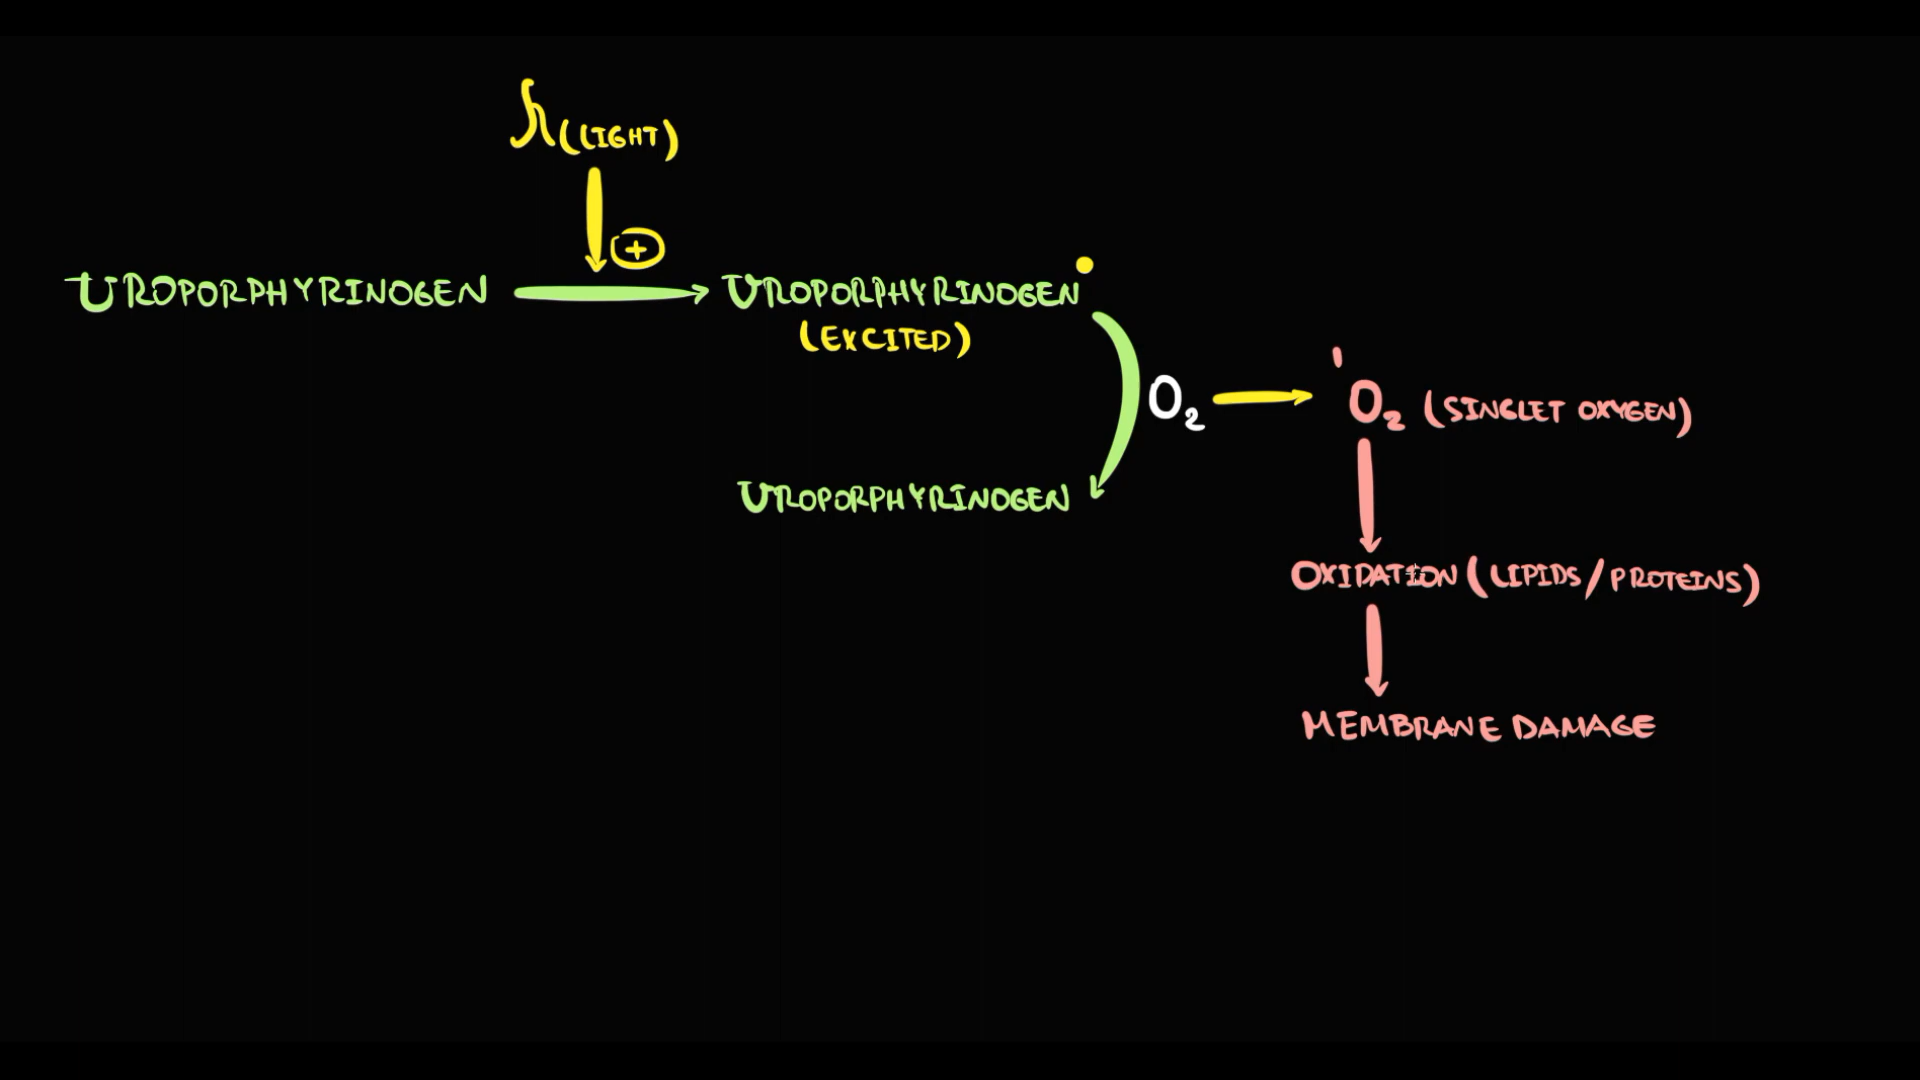 λ(LIGHT)
+
UROPORPHYRINOGEN
UROPORPHYRINOGEN•
(EXCITED)
O₂
¹O₂ (SINGLET OXYGEN)
UROPORPHYRINOGEN
OXIDATION (LIPIDS/PROTEINS)
MEMBRANE DAMAGE